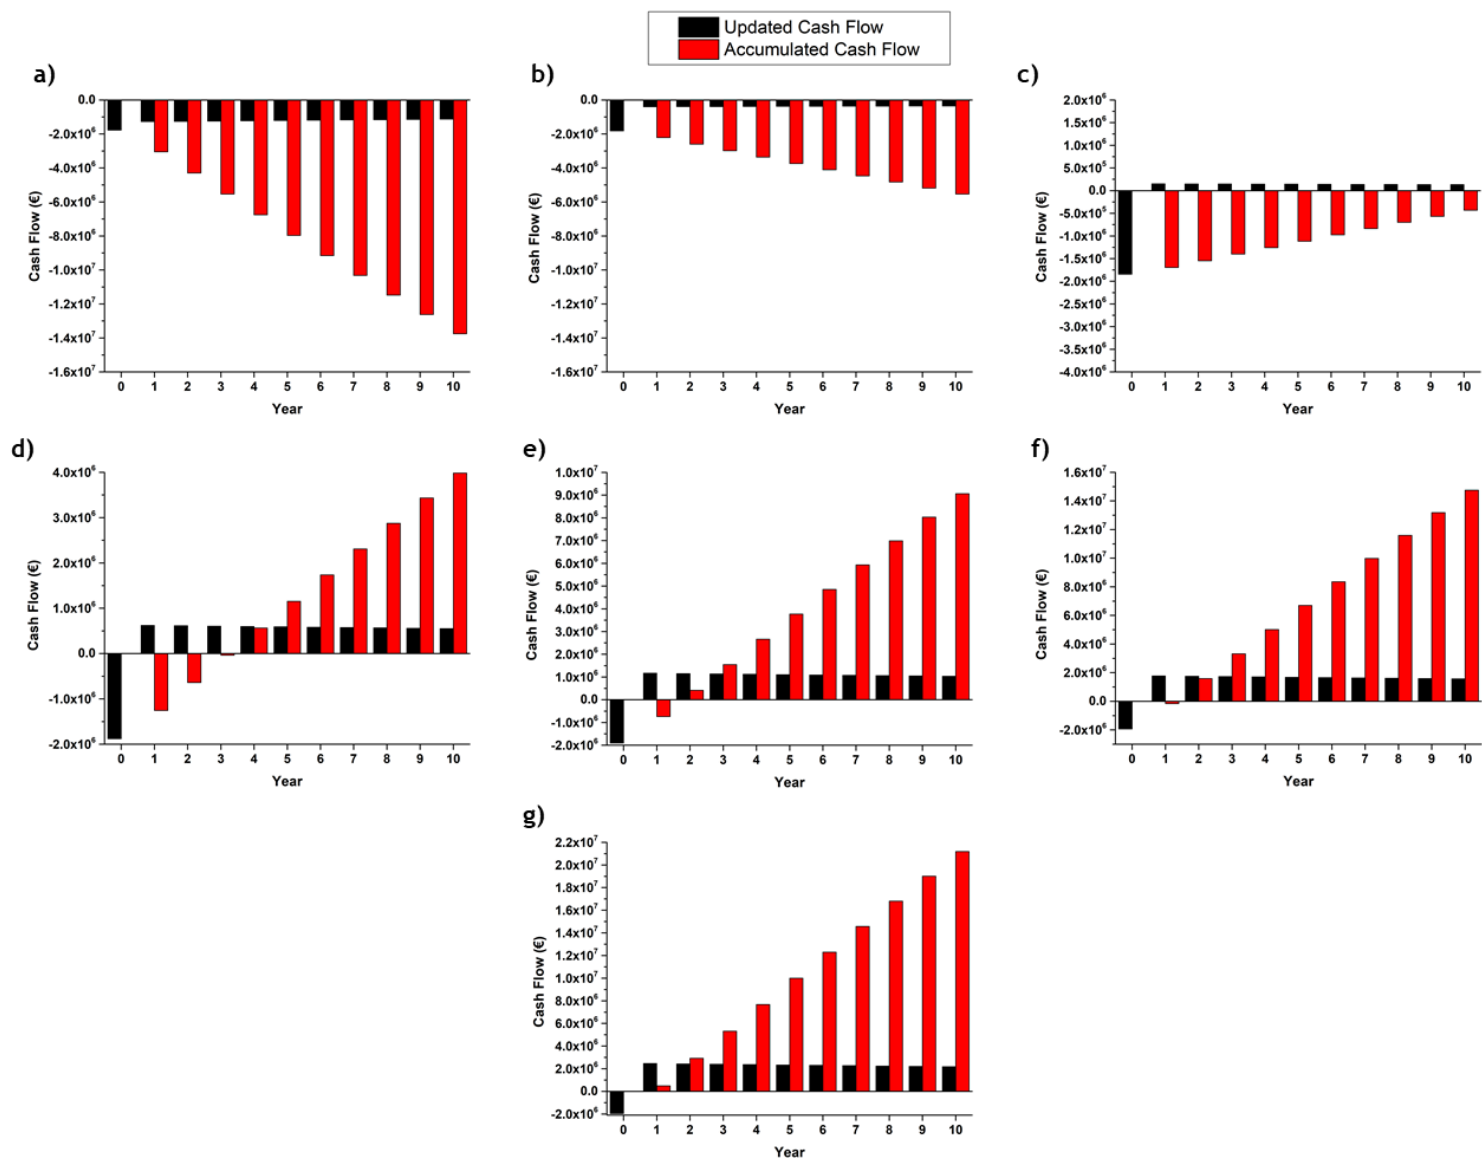 Updated Cash Flow
Accumulated Cash Flow
a)
0.0
-2.0x10⁶
-4.0x10⁶
-6.0x10⁶
-8.0x10⁶
-1.0x10⁷
-1.2x10⁷
-1.4x10⁷
-1.6x10⁷
Cash Flow (€)
0 1 2 3 4 5 6 7 8 9 10
Year
b)
0.0
-2.0x10⁶
-4.0x10⁶
-6.0x10⁶
-8.0x10⁶
-1.0x10⁷
-1.2x10⁷
-1.4x10⁷
-1.6x10⁷
Cash Flow (€)
0 1 2 3 4 5 6 7 8 9 10
Year
c)
2.0x10⁶
1.5x10⁶
1.0x10⁶
5.0x10⁵
0.0
-5.0x10⁵
-1.0x10⁶
-1.5x10⁶
-2.0x10⁶
-2.5x10⁶
-3.0x10⁶
-3.5x10⁶
-4.0x10⁶
Cash Flow (€)
0 1 2 3 4 5 6 7 8 9 10
Year
d)
4.0x10⁶
3.0x10⁶
2.0x10⁶
1.0x10⁶
0.0
-1.0x10⁶
-2.0x10⁶
Cash Flow (€)
0 1 2 3 4 5 6 7 8 9 10
Year
e)
1.0x10⁷
9.0x10⁶
8.0x10⁶
7.0x10⁶
6.0x10⁶
5.0x10⁶
4.0x10⁶
3.0x10⁶
2.0x10⁶
1.0x10⁶
0.0
-1.0x10⁶
-2.0x10⁶
Cash Flow (€)
0 1 2 3 4 5 6 7 8 9 10
Year
f)
1.6x10⁷
1.4x10⁷
1.2x10⁷
1.0x10⁷
8.0x10⁶
6.0x10⁶
4.0x10⁶
2.0x10⁶
0.0
-2.0x10⁶
Cash Flow (€)
0 1 2 3 4 5 6 7 8 9 10
Year
g)
2.2x10⁷
2.0x10⁷
1.8x10⁷
1.6x10⁷
1.4x10⁷
1.2x10⁷
1.0x10⁷
8.0x10⁶
6.0x10⁶
4.0x10⁶
2.0x10⁶
0.0
-2.0x10⁶
Cash Flow (€)
0 1 2 3 4 5 6 7 8 9 10
Year